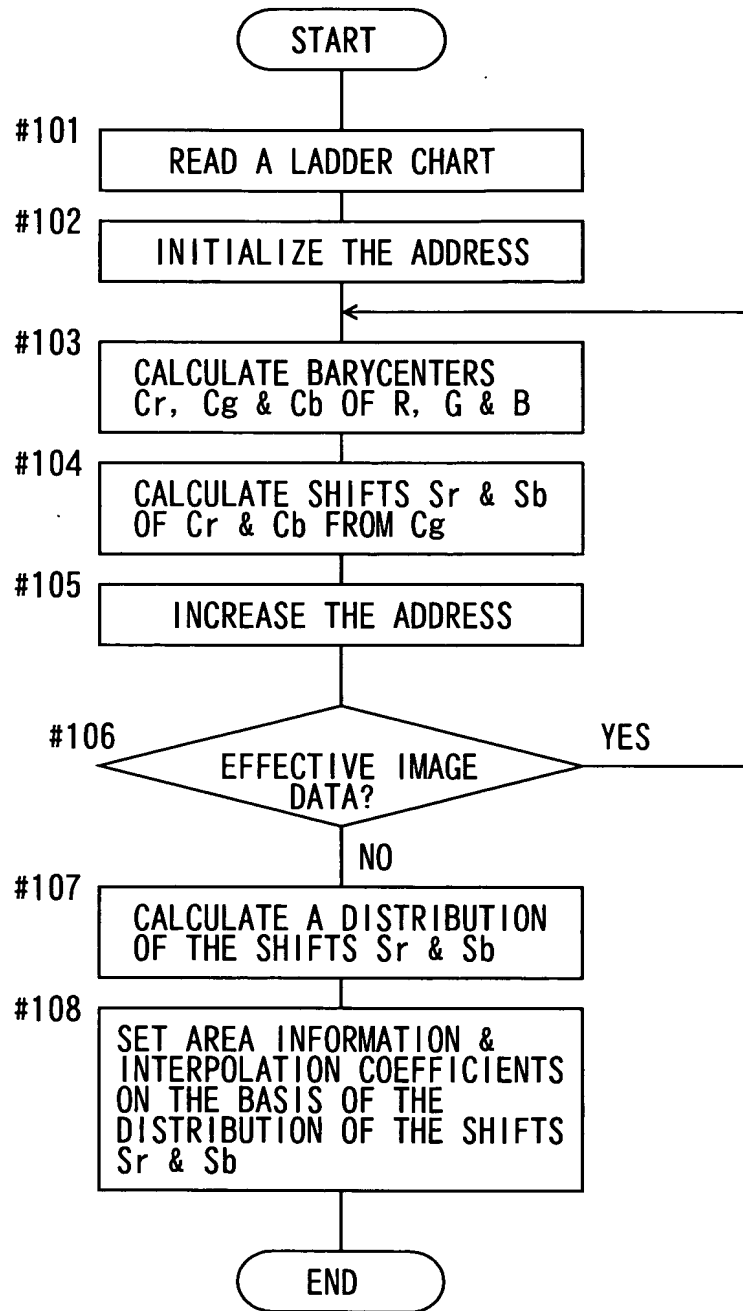 START
#101
READ A LADDER CHART
#102
INITIALIZE THE ADDRESS
#103
CALCULATE BARYCENTERS
Cr, Cg & Cb OF R, G & B
#104
CALCULATE SHIFTS Sr & Sb
OF Cr & Cb FROM Cg
#105
INCREASE THE ADDRESS
#106
EFFECTIVE IMAGE
DATA?
YES
NO
#107
CALCULATE A DISTRIBUTION
OF THE SHIFTS Sr & Sb
#108
SET AREA INFORMATION &
INTERPOLATION COEFFICIENTS
ON THE BASIS OF THE
DISTRIBUTION OF THE SHIFTS
Sr & Sb
END